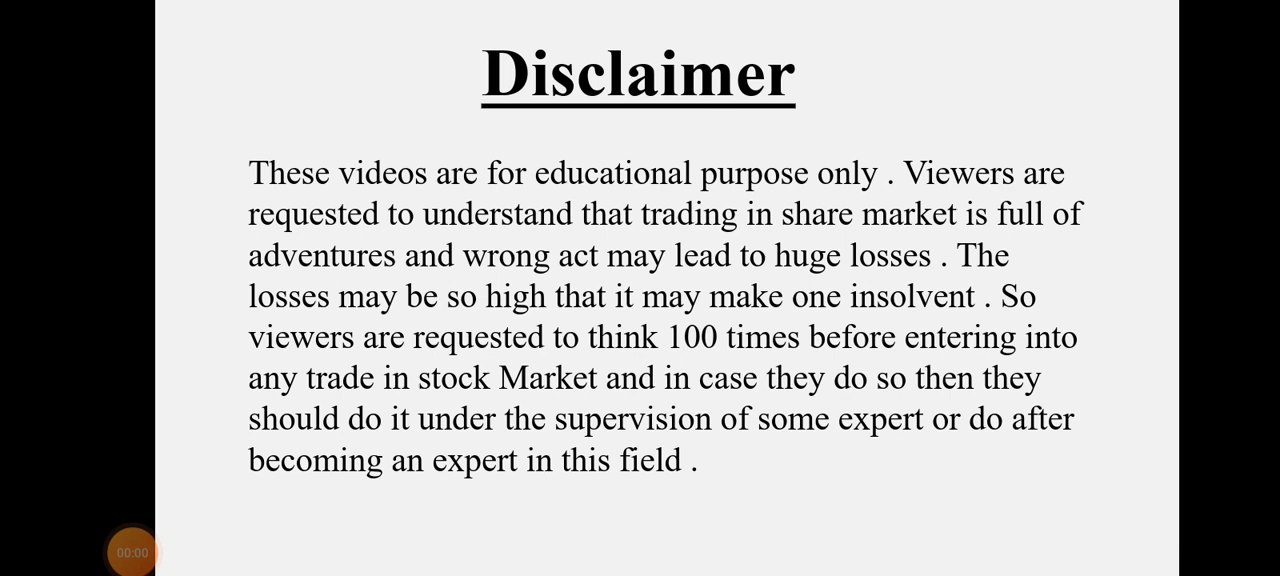 Disclaimer
These videos are for educational purpose only . Viewers are
requested to understand that trading in share market is full of
adventures and wrong act may lead to huge losses . The
losses may be so high that it may make one insolvent . So
viewers are requested to think 100 times before entering into
any trade in stock Market and in case they do so then they
should do it under the supervision of some expert or do after
becoming an expert in this field .
00:00